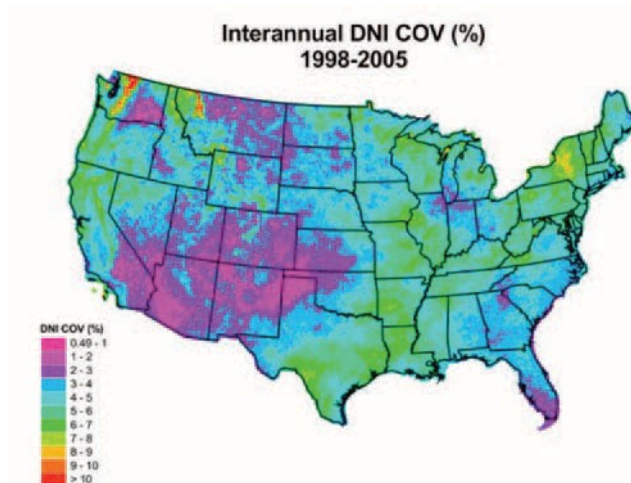 Interannual DNI COV (%)
1998-2005
DNI COV (%)
0.49 - 1
1 - 2
2 - 3
3 - 4
4 - 5
5 - 6
6 - 7
7 - 8
8 - 9
9 - 10
> 10